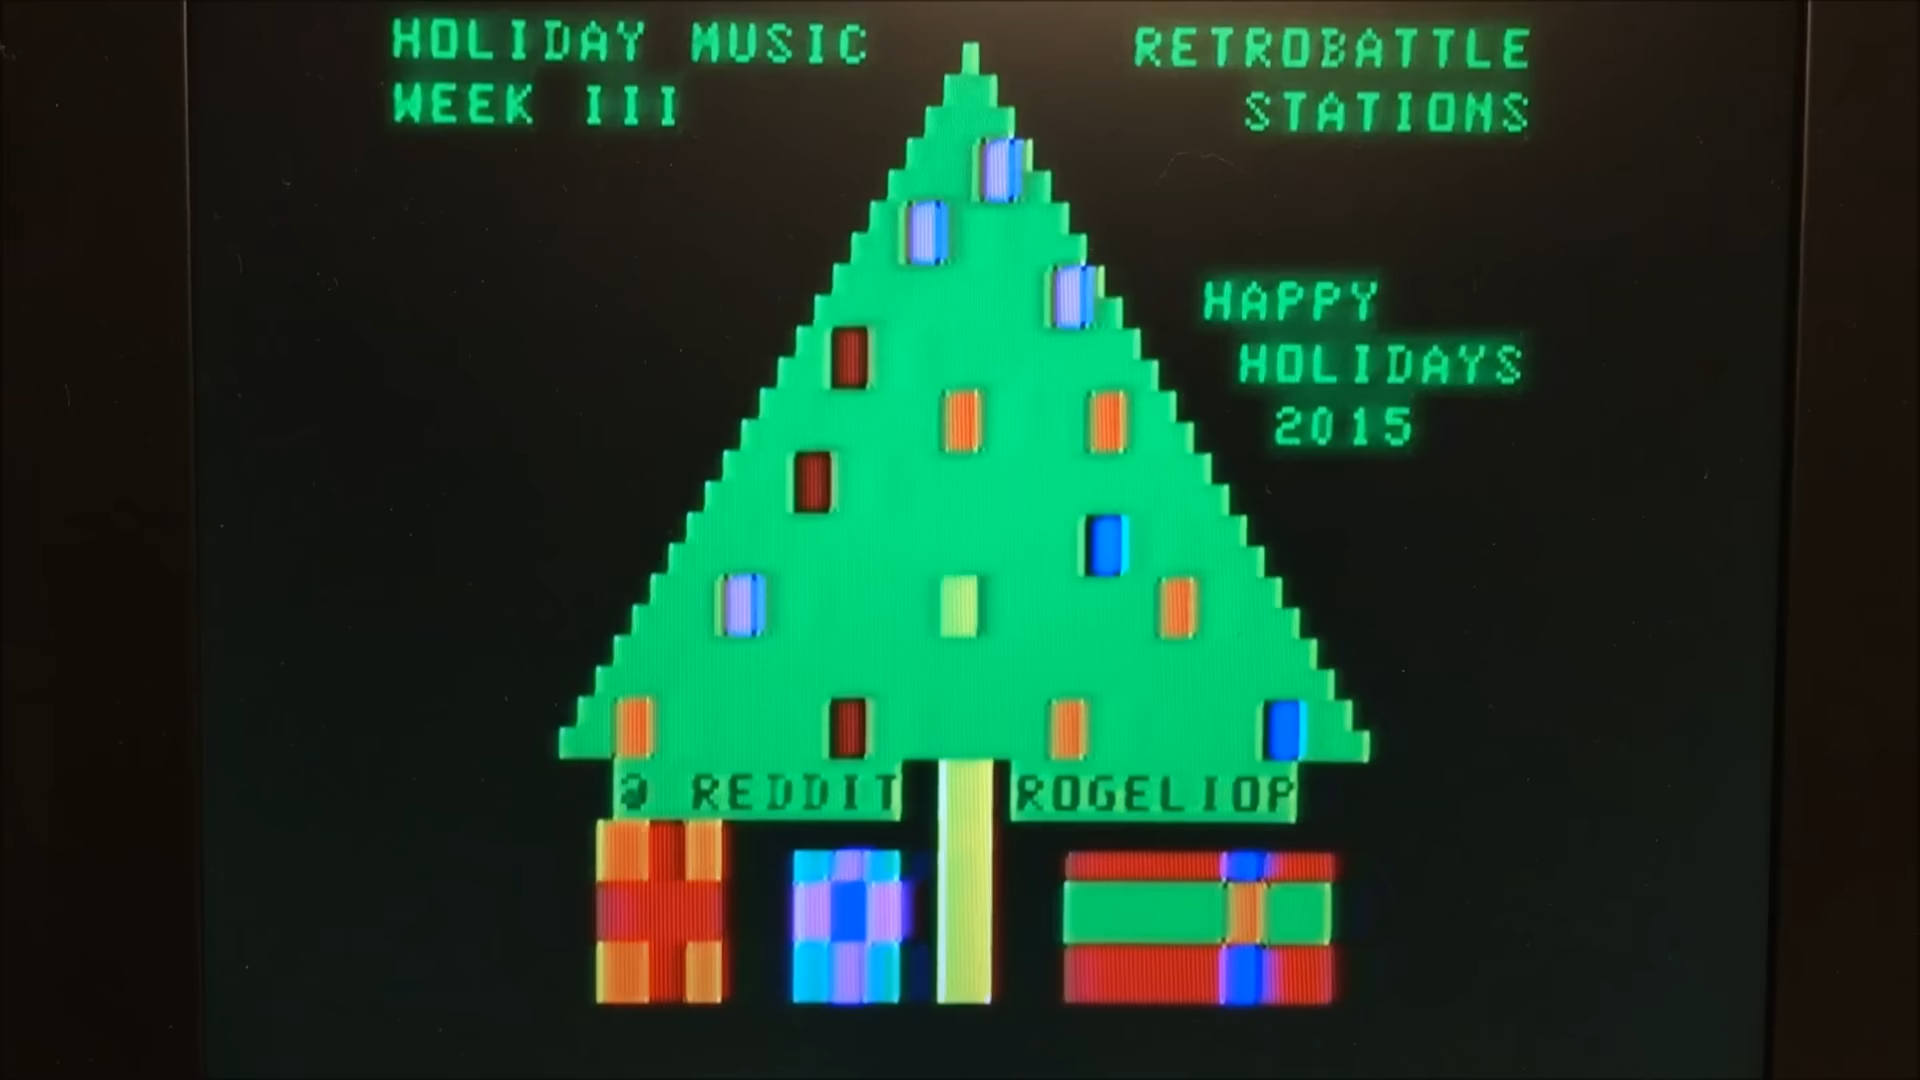 HOLIDAY MUSIC
WEEK III
RETROBATTLE
STATIONS
HAPPY
HOLIDAYS
2015
@ REDDIT
ROGELIOP